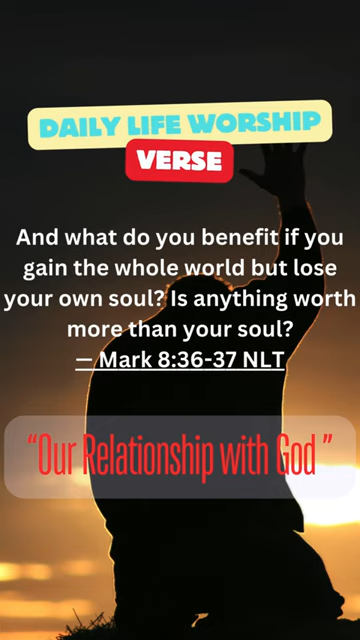 DAILY LIFE WORSHIP
VERSE
And what do you benefit if you
gain the whole world but lose
your own soul? Is anything worth
more than your soul?
— Mark 8:36-37 NLT
“Our Relationship with God ”